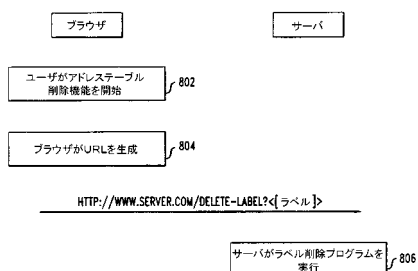 ブラウザ
サーバ
ユーザがアドレステーブル
削除機能を開始
802
ブラウザがURLを生成
804
HTTP://WWW.SERVER.COM/DELETE-LABEL?<[ラベル]>
サーバがラベル削除プログラムを
実行
806